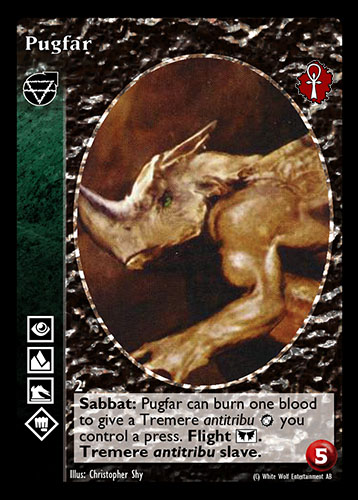 Pugfar
2
Sabbat: Pugfar can burn one blood
to give a Tremere antitribu you
control a press. Flight.
Tremere antitribu slave.
5
Illus: Christopher Shy
(C) White Wolf Entertainment AB